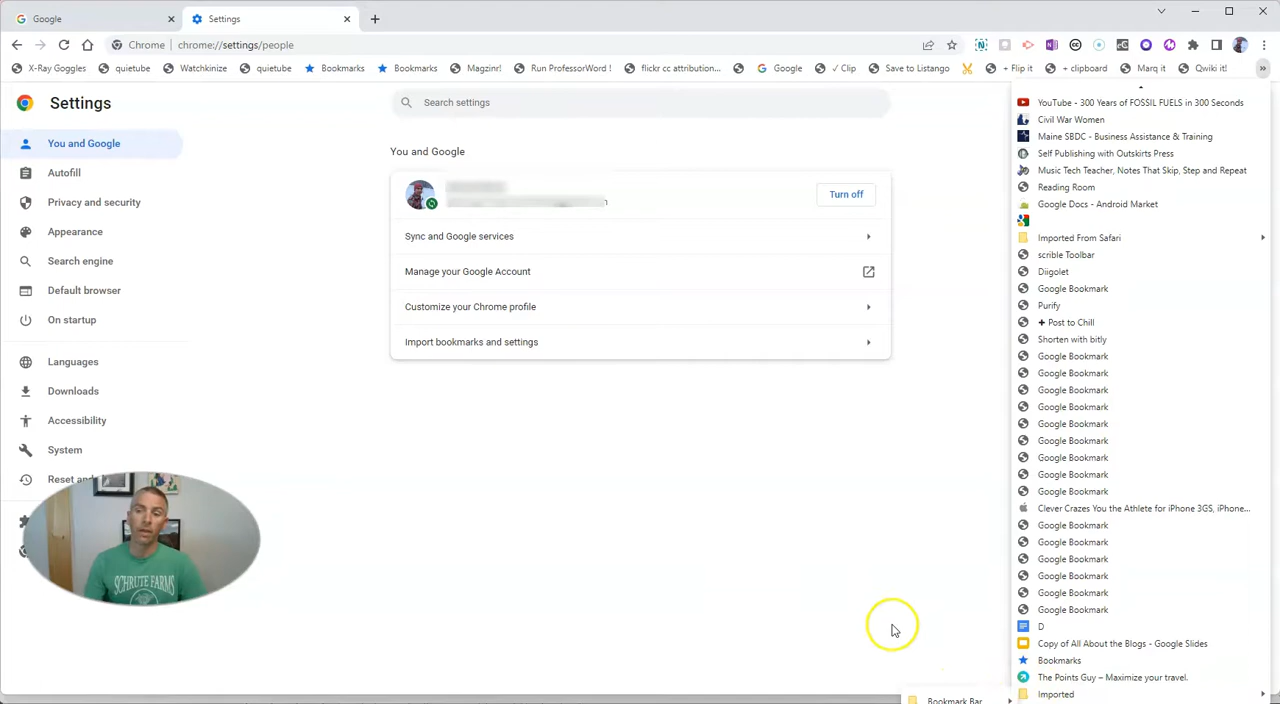 Google
Settings
Chrome
chrome://settings/people
X-Ray Goggles
quietube
Watchkinize
quietube
Bookmarks
Bookmarks
Magzinr!
Run ProfessorWord !
flickr cc attribution...
Google
✓ Clip
Save to Listango
+ Flip it
+ clipboard
Marq it
Qwiki it!
Settings
Search settings
You and Google
Autofill
Privacy and security
Appearance
Search engine
Default browser
On startup
Languages
Downloads
Accessibility
System
Reset and
SCHRUTE FARMS
You and Google
Turn off
Sync and Google services
Manage your Google Account
Customize your Chrome profile
Import bookmarks and settings
YouTube - 300 Years of FOSSIL FUELS in 300 Seconds
Civil War Women
Maine SBDC - Business Assistance & Training
Self Publishing with Outskirts Press
Music Tech Teacher, Notes That Skip, Step and Repeat
Reading Room
Google Docs - Android Market
Imported From Safari
scrible Toolbar
Diigolet
Google Bookmark
Purify
✚ Post to Chill
Shorten with bitly
Google Bookmark
Google Bookmark
Google Bookmark
Google Bookmark
Google Bookmark
Google Bookmark
Google Bookmark
Google Bookmark
Google Bookmark
Clever Crazes You the Athlete for iPhone 3GS, iPhone...
Google Bookmark
Google Bookmark
Google Bookmark
Google Bookmark
Google Bookmark
Google Bookmark
D
Copy of All About the Blogs - Google Slides
Bookmarks
The Points Guy – Maximize your travel.
Imported
Bookmark Bar